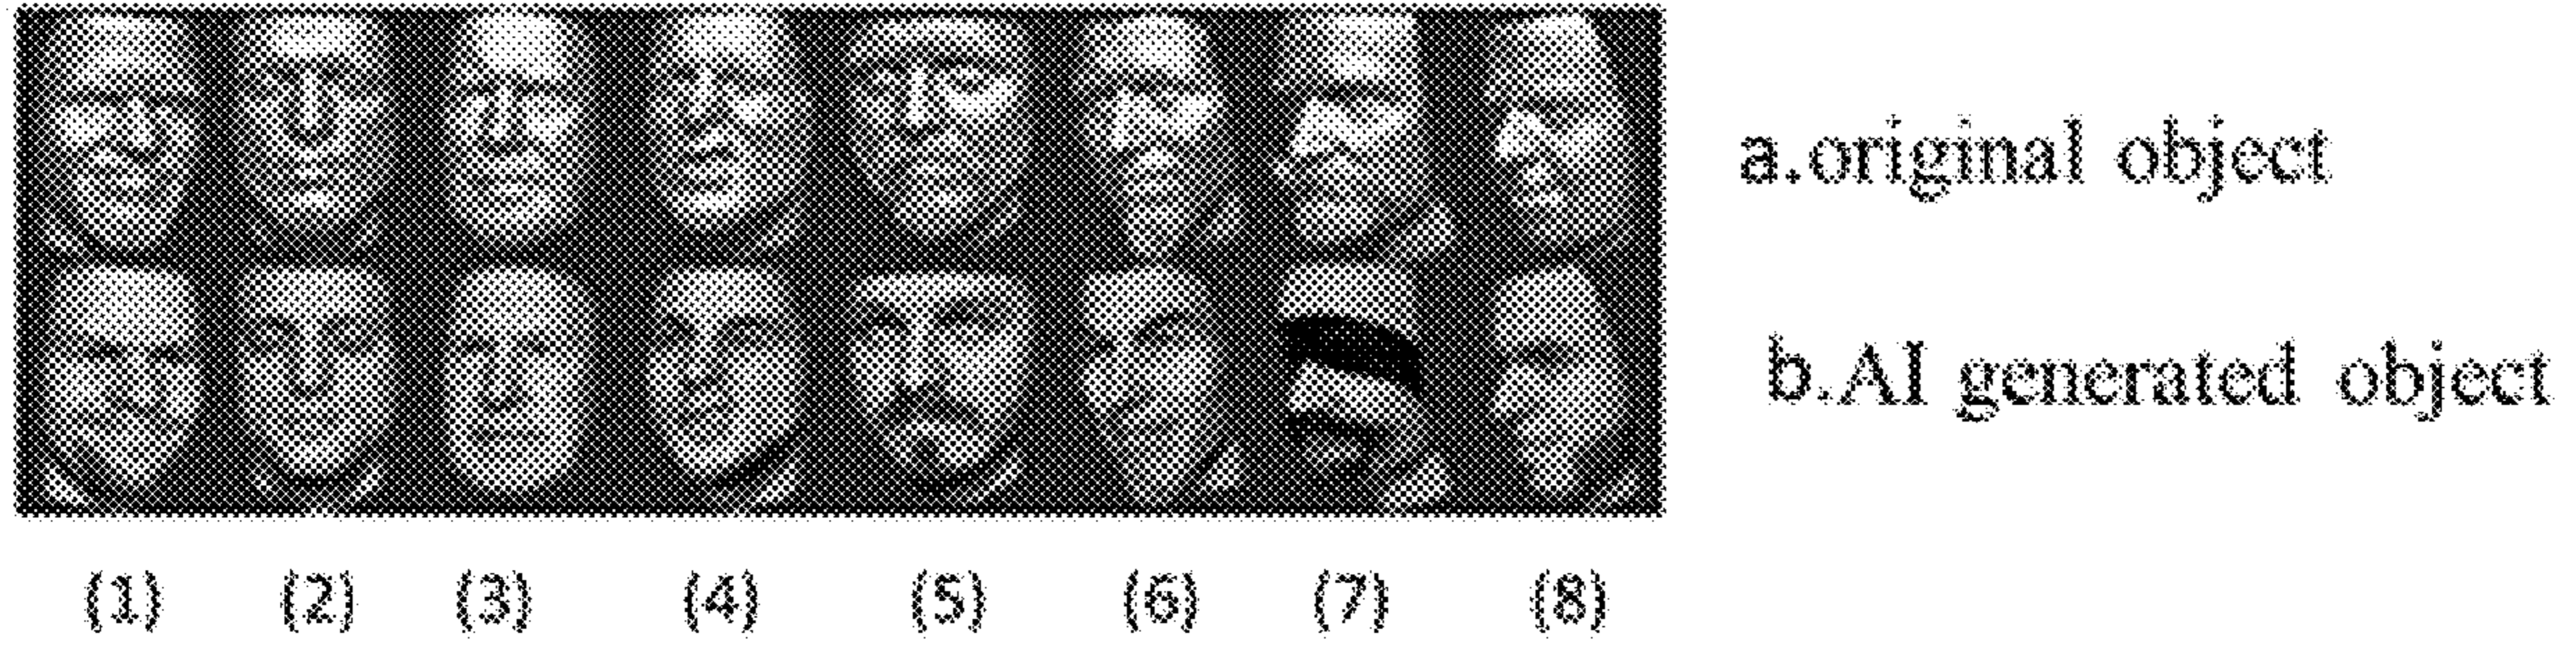 a.original object
b.AI generated object
(1) (2) (3) (4) (5) (6) (7) (8)